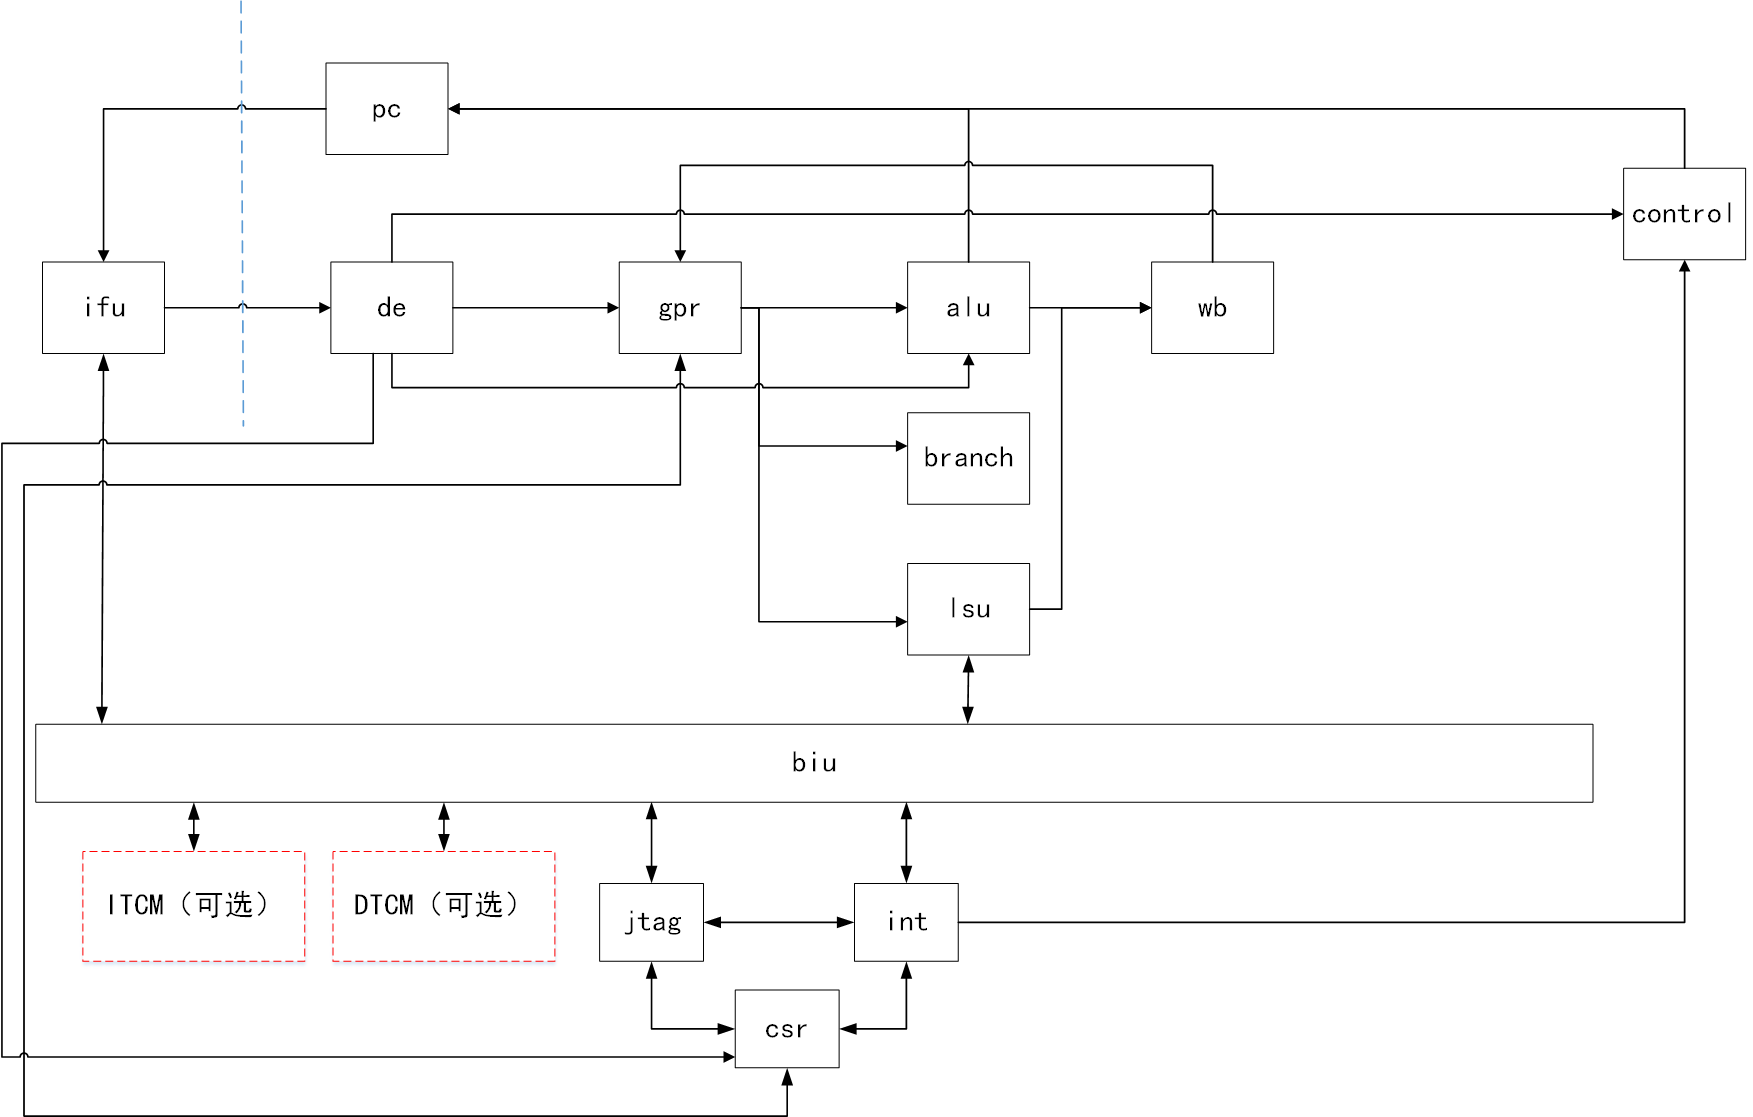 pc
control
ifu
de
gpr
alu
wb
branch
lsu
biu
ITCM（可选）
DTCM（可选）
jtag
int
csr